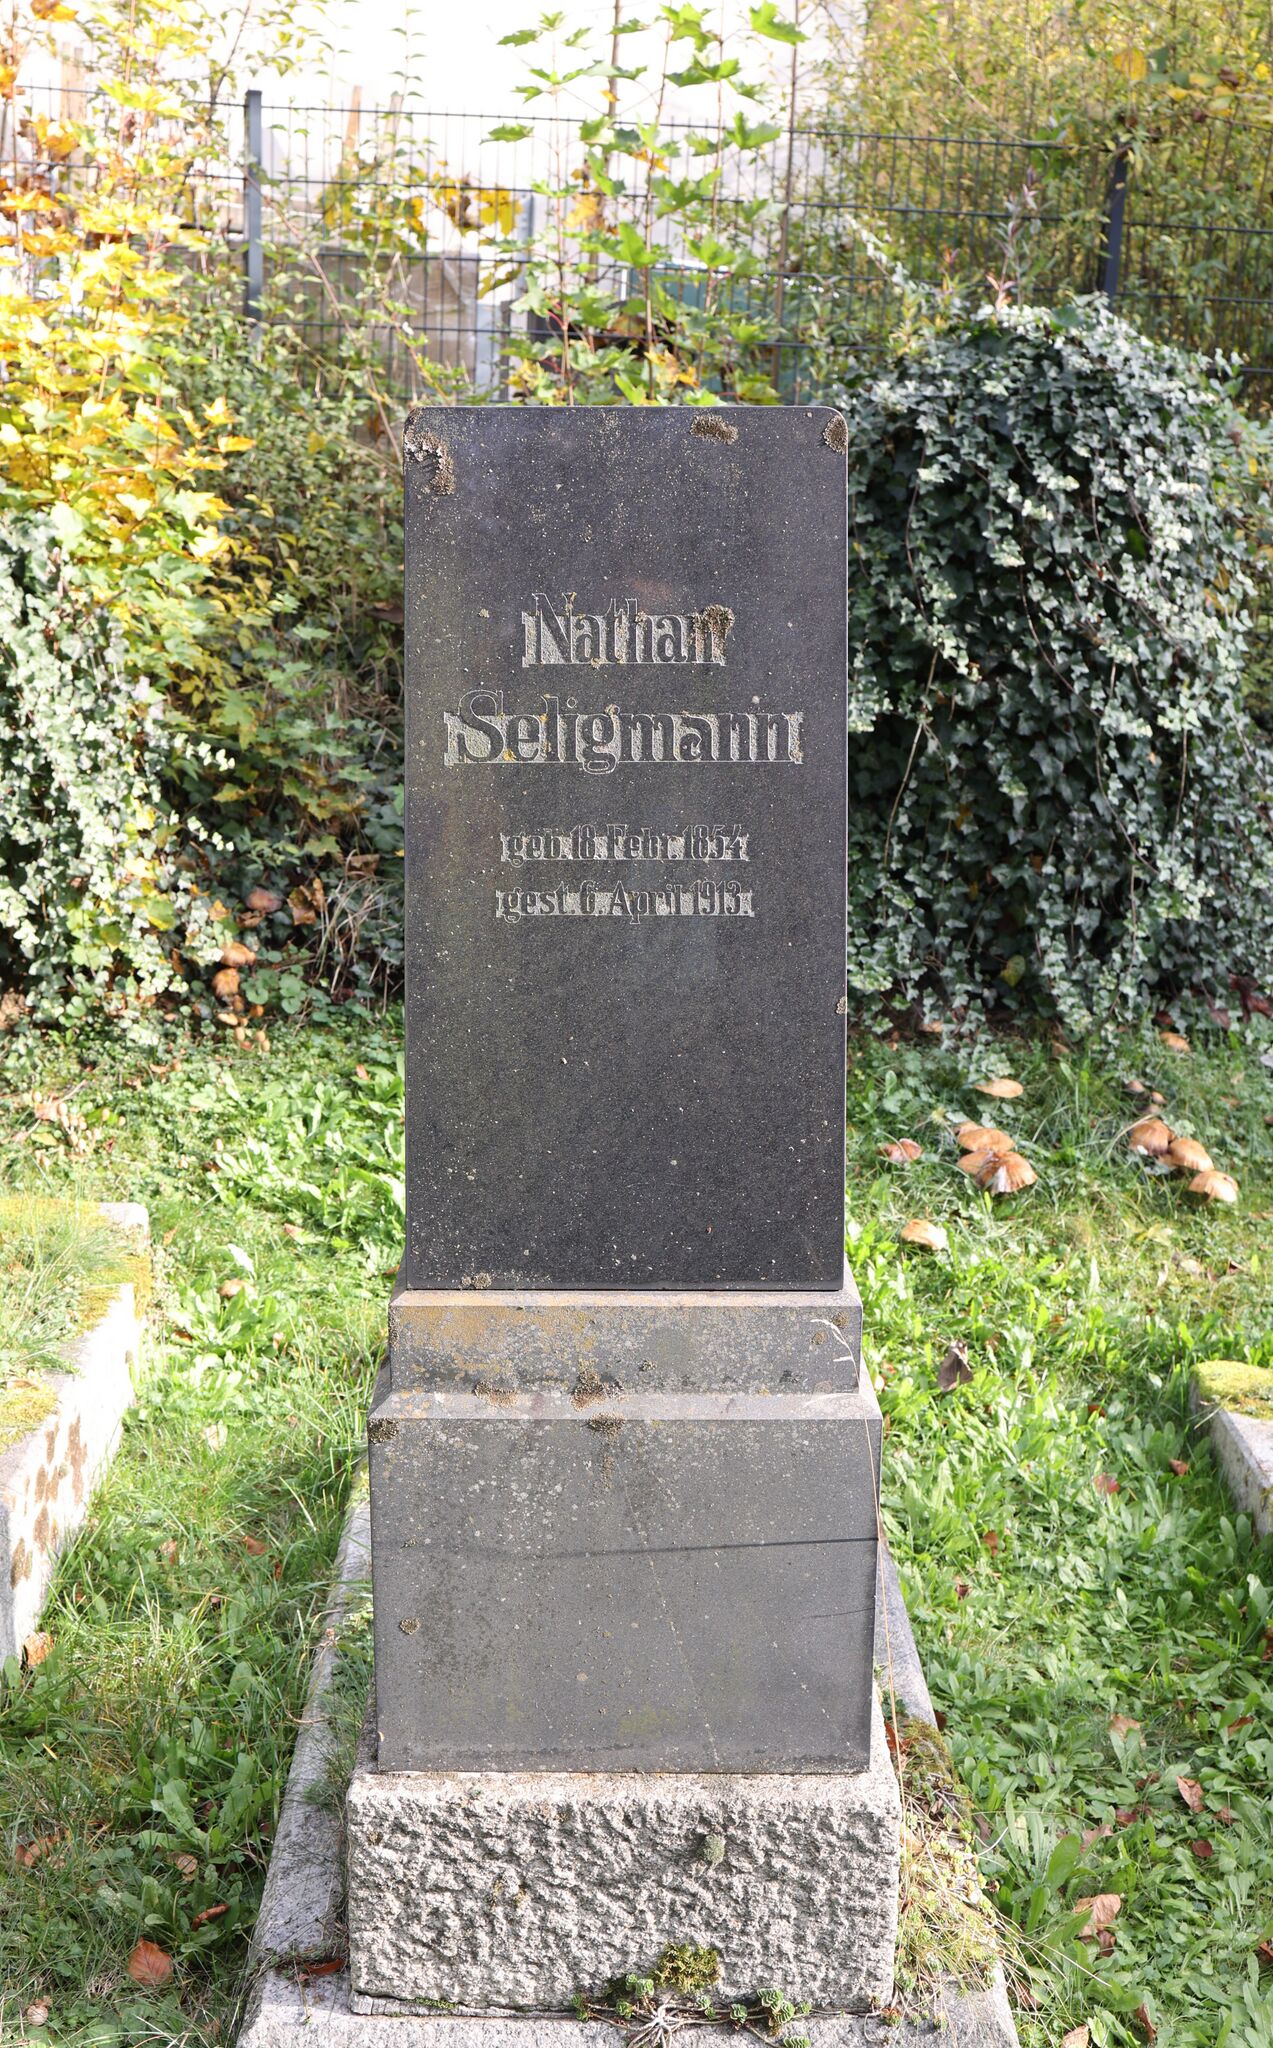 Nathan
Seligmann
geb. 18. Febr. 1854
gest. 6. April 1913.